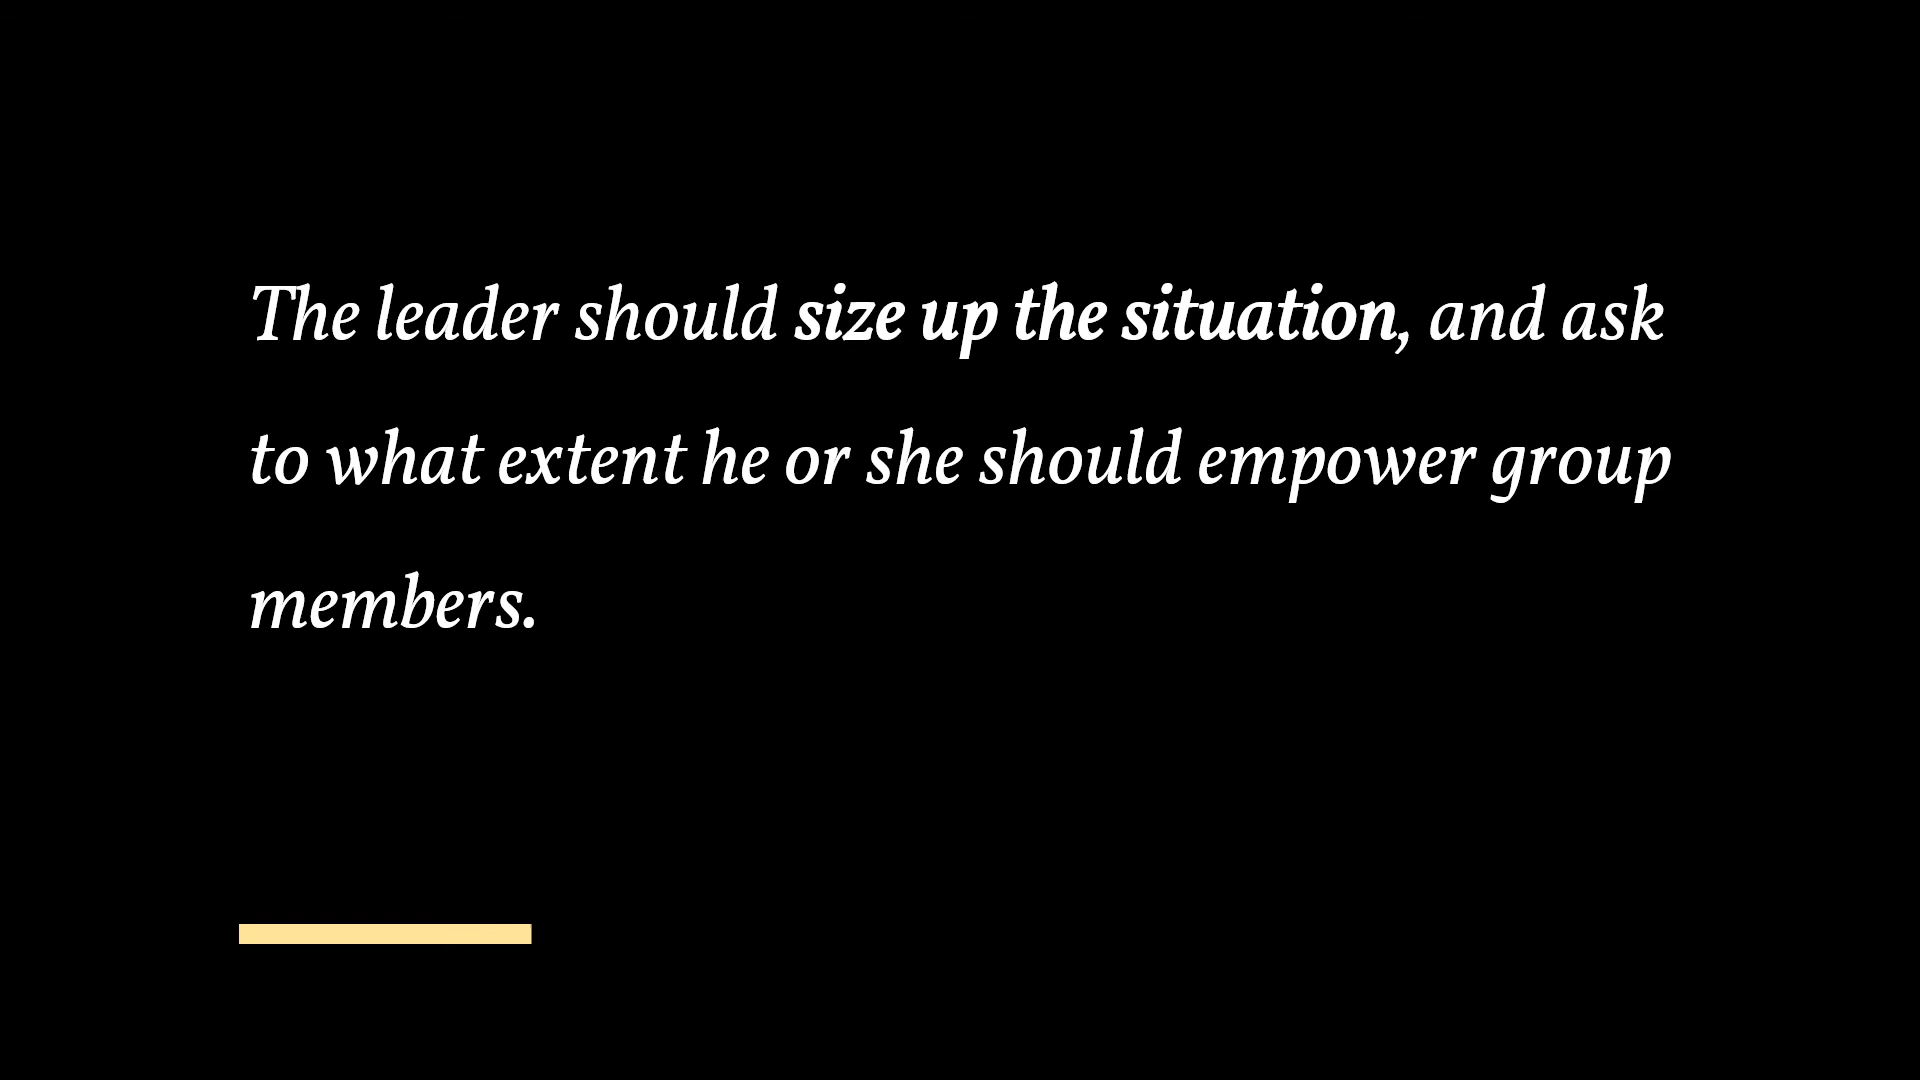 The leader should size up the situation, and ask
to what extent he or she should empower group
members.